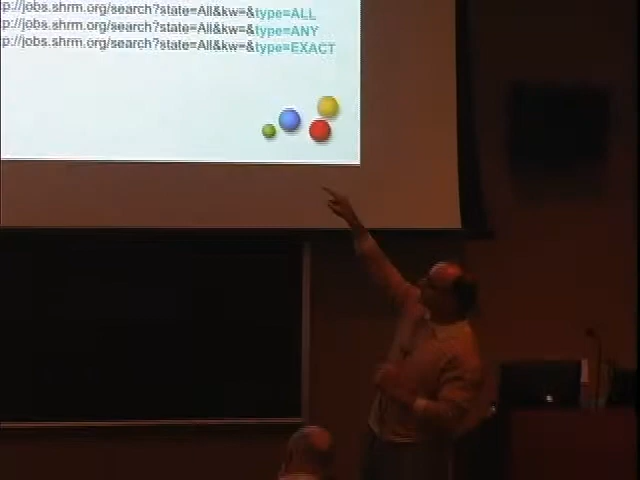 p://jobs.shrm.org/search?state=All&kw=&type=ALL
p://jobs.shrm.org/search?state=All&kw=&type=ANY
p://jobs.shrm.org/search?state=All&kw=&type=EXACT